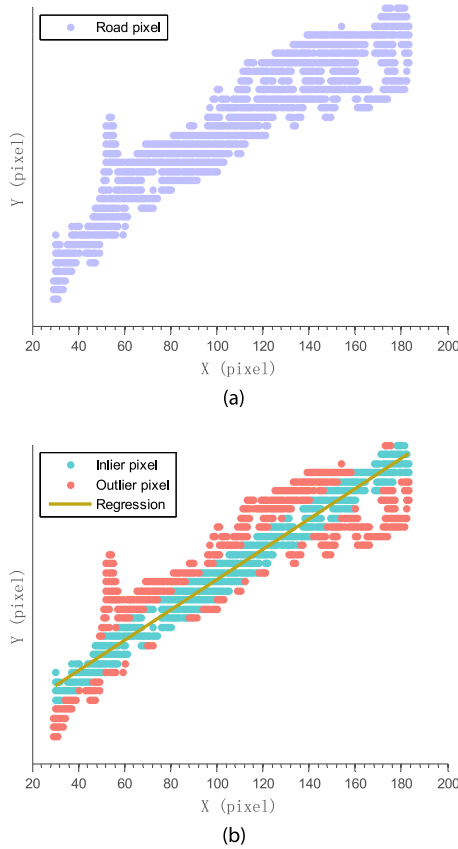 Road pixel
Y (pixel)
20 40 60 80 100 120 140 160 180 200
X (pixel)
(a)
Inlier pixel
Outlier pixel
Regression
Y (pixel)
20 40 60 80 100 120 140 160 180 200
X (pixel)
(b)